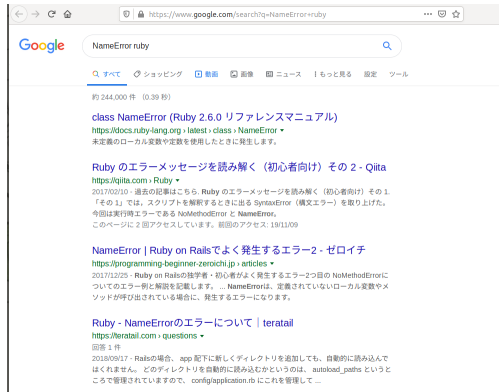 https://www.google.com/search?q=NameError+ruby
Google
NameError ruby
すべて ショッピング 動画 画像 ニュース もっと見る 設定 ツール
約 244,000 件 （0.39 秒）
class NameError (Ruby 2.6.0 リファレンスマニュアル)
https://docs.ruby-lang.org › latest › class › NameError
未定義のローカル変数や定数を使用したときに発生します。
Ruby のエラーメッセージを読み解く（初心者向け）その 2 - Qiita
https://qiita.com › Ruby
2017/02/10 - 過去の記事はこちら. Ruby のエラーメッセージを読み解く（初心者向け）その 1.
「その 1」では，スクリプトを解釈するときに出る SyntaxError（構文エラー）を取り上げた。
今回は実行時エラーである NoMethodError と NameError。
このページに 2 回アクセスしています。前回のアクセス: 19/11/09
NameError | Ruby on Railsでよく発生するエラー2 - ゼロイチ
https://programming-beginner-zeroichi.jp › articles
2017/12/25 - Ruby on Railsの独学者・初心者がよく発生するエラー2つ目の NoMethodErrorに
ついてのエラー例と解説を記載します。 ... NameErrorは、定義されていないローカル変数やメ
ソッドが呼び出されている場合に、発生するエラーになります。
Ruby - NameErrorのエラーについて｜teratail
https://teratail.com › questions
回答 1 件
2018/09/17 - Railsの場合、 app 配下に新しくディレクトリを追加しても、自動的に読み込んで
はくれません。 どのディレクトリを自動的に読み込むかというのは、 autoload_paths というと
ころで管理されていますので、 config/application.rb にこれを管理して ...